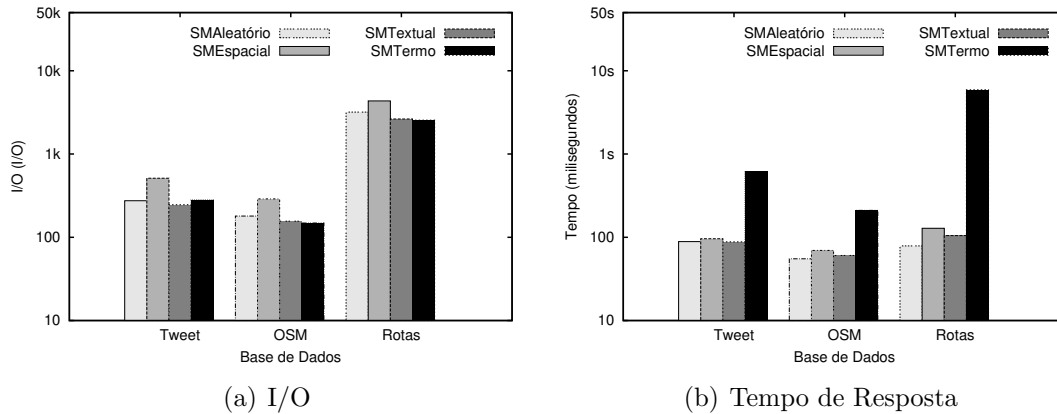 50k
10k
1k
100
10
I/O (I/O)
SMAleatório
SMEspacial
SMTextual
SMTermo
Tweet
OSM
Rotas
Base de Dados
(a) I/O
50s
10s
1s
100
10
Tempo (milisegundos)
SMAleatório
SMEspacial
SMTextual
SMTermo
Tweet
OSM
Rotas
Base de Dados
(b) Tempo de Resposta